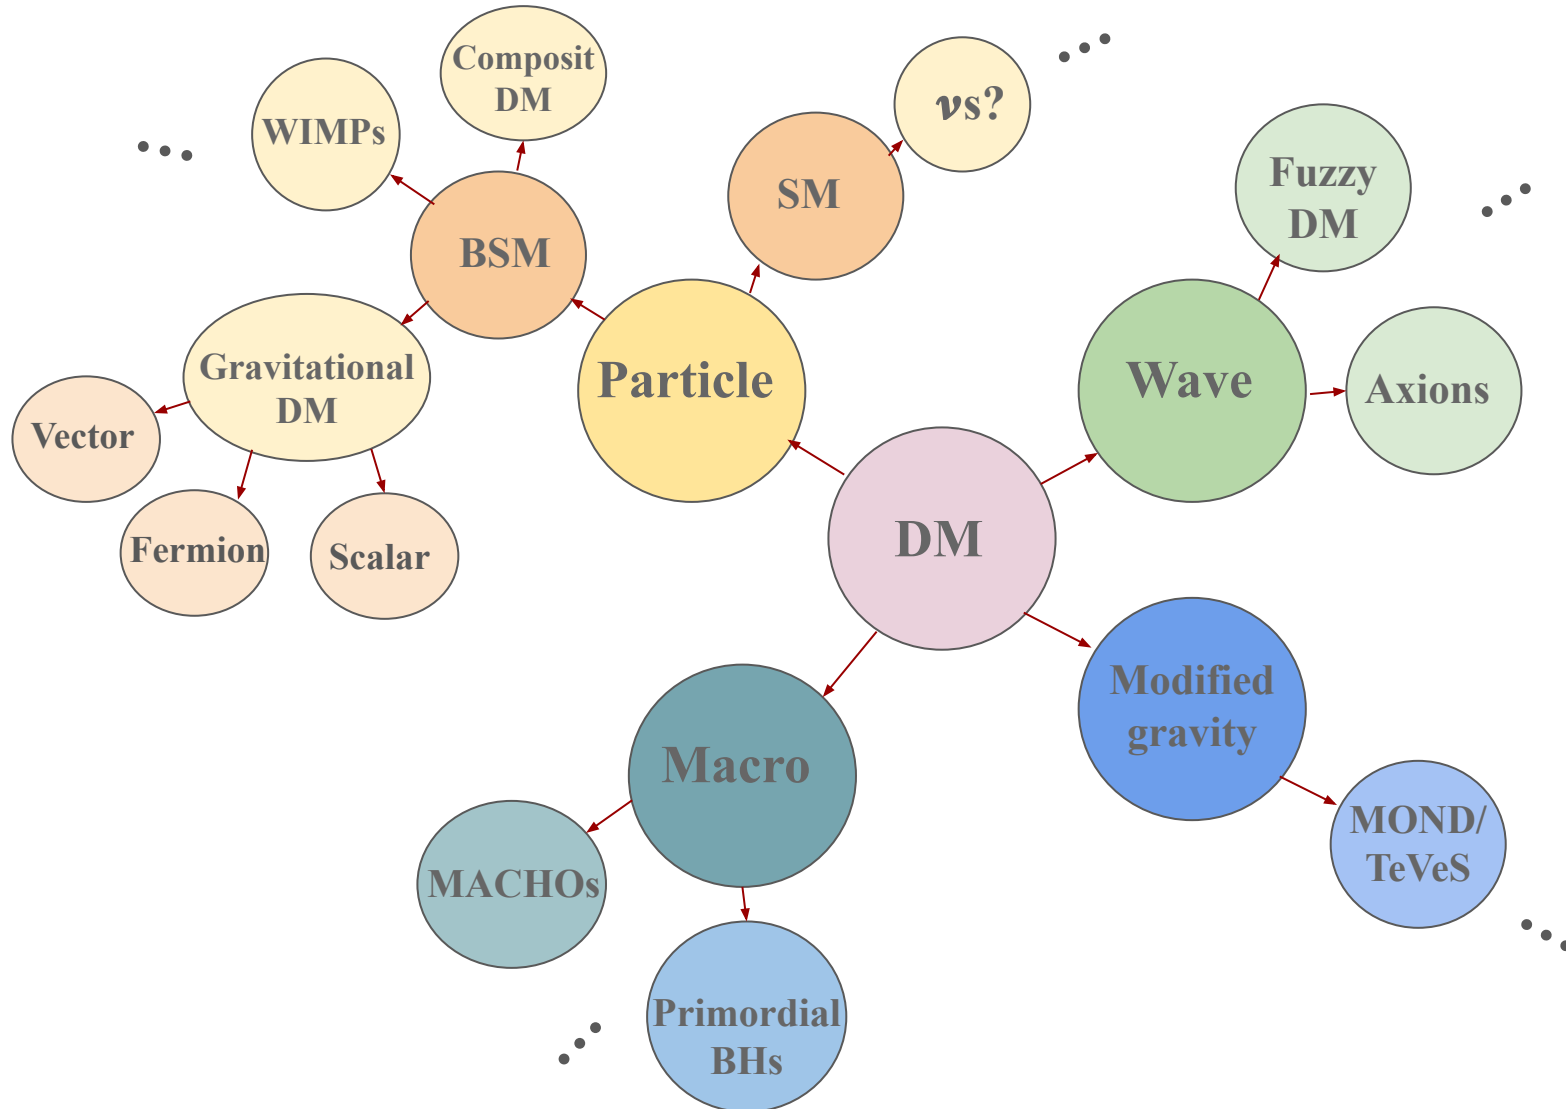 Composit
DM
WIMPs
νs?
SM
BSM
Fuzzy
DM
Gravitational
DM
Particle
Wave
Axions
Vector
Fermion
Scalar
DM
Modified
gravity
Macro
MOND/
TeVeS
MACHOs
Primordial
BHs